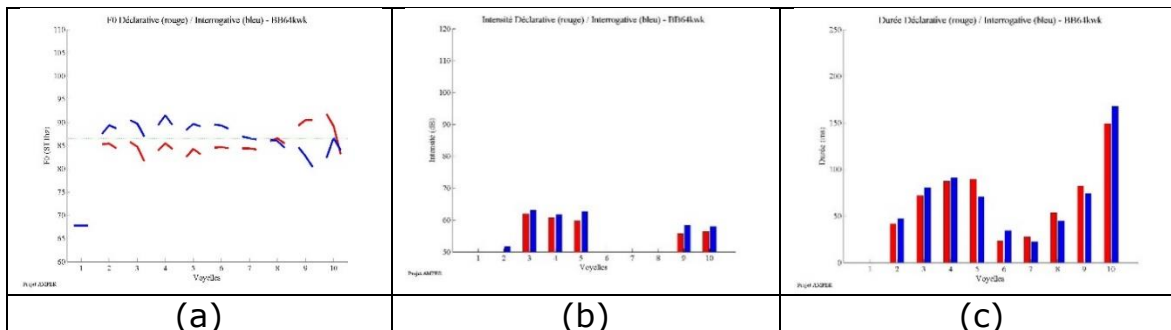 F0 Déclarative (rouge) / Interrogative (bleu) - BB64kwk
110
105
100
95
90
85
80
75
70
65
60
1 2 3 4 5 6 7 8 9 10
Voyelles
Projet AMPER
Intensité Déclarative (rouge) / Interrogative (bleu) - BB64kwk
120
110
100
90
80
70
60
50
Intensité (dB)
1 2 3 4 5 6 7 8 9 10
Voyelles
Projet AMPER
Durée Déclarative (rouge) / Interrogative (bleu) - BB64kwk
250
200
150
100
50
0
Durée (ms)
1 2 3 4 5 6 7 8 9 10
Voyelles
Projet AMPER
(a) (b) (c)